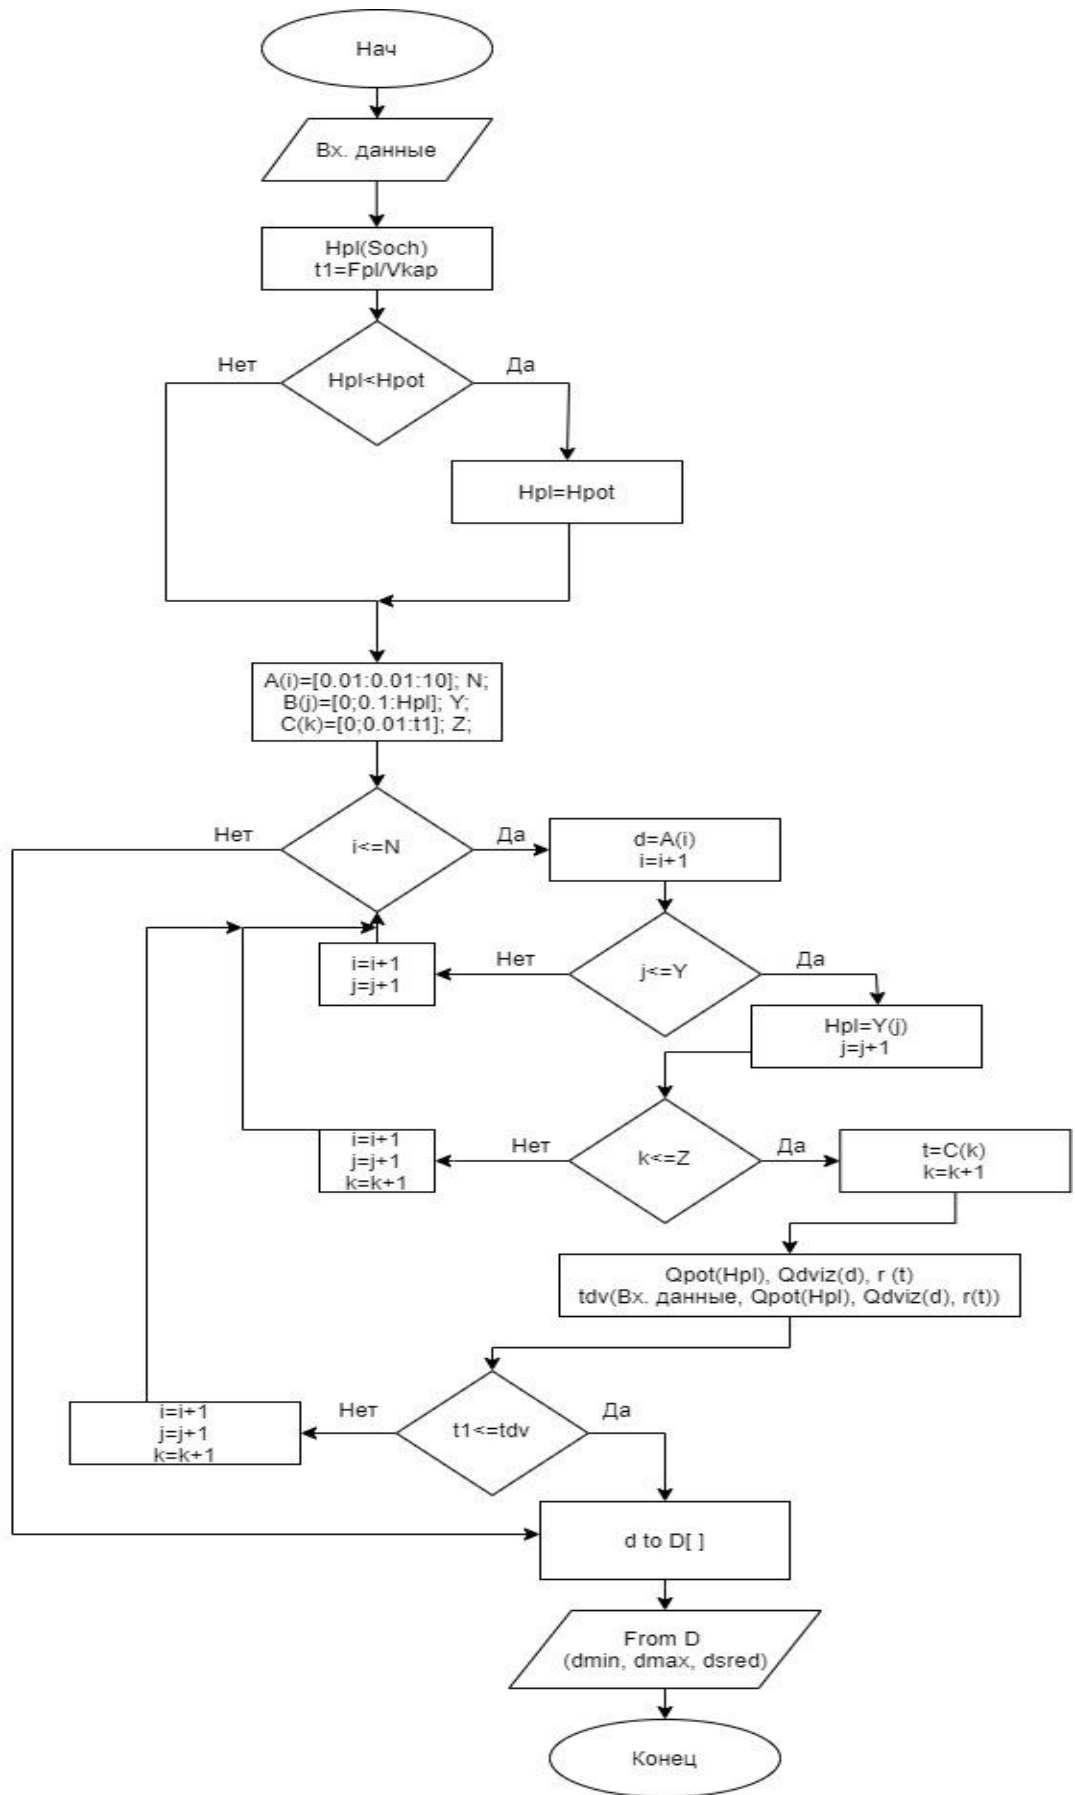 Нач
Вх. данные
Hpl(Soch)
t1=Fpl/Vkap
Нет
Да
Hpl<Hpot
Hpl=Hpot
A(i)=[0.01:0.01:10]; N;
B(j)=[0;0.1:Hpl]; Y;
C(k)=[0;0.01:t1]; Z;
Нет
i<=N
Да
d=A(i)
i=i+1
i=i+1
j=j+1
Нет
j<=Y
Да
Hpl=Y(j)
j=j+1
i=i+1
j=j+1
k=k+1
Нет
k<=Z
Да
t=C(k)
k=k+1
Qpot(Hpl), Qdviz(d), r (t)
tdv(Вх. данные, Qpot(Hpl), Qdviz(d), r(t))
i=i+1
j=j+1
k=k+1
Нет
t1<=tdv
Да
d to D[ ]
From D
(dmin, dmax, dsred)
Конец